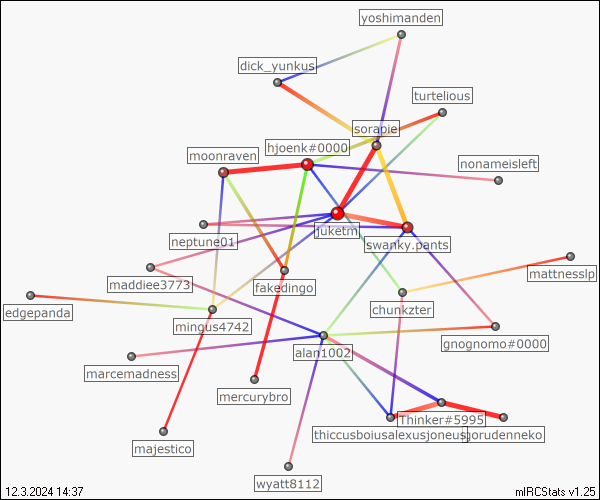 yoshimanden
dick_yunkus
turtelious
sorapie
hjoenk#0000
moonraven
nonameisleft
juketm
neptune01
swanky.pants
mattnesslp
maddiee3773
fakedingo
chunkzter
edgepanda
mingus4742
gnognomo#0000
alan1002
marcemadness
mercurybro
Thinker#5995
thiccusboiusalexusjoneus
jorudenneko
majestico
wyatt8112
12.3.2024 14:37
mIRCStats v1.25